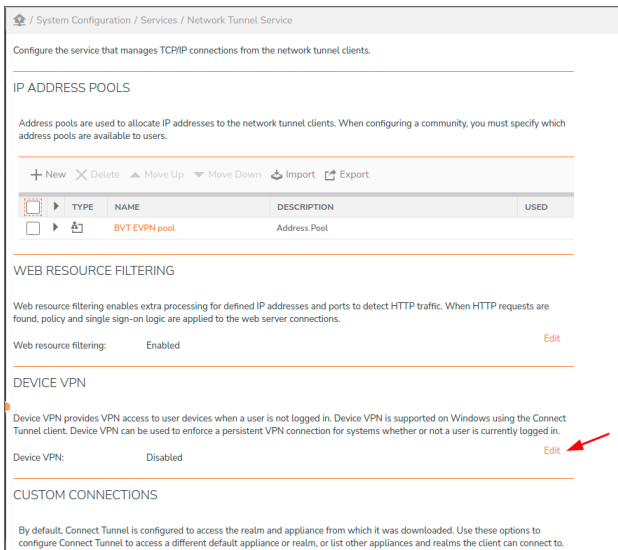 / System Configuration / Services / Network Tunnel Service
Configure the service that manages TCP/IP connections from the network tunnel clients.
IP ADDRESS POOLS
Address pools are used to allocate IP addresses to the network tunnel clients. When configuring a community, you must specify which
address pools are available to users.
New Delete Move Up Move Down Import Export
TYPE NAME DESCRIPTION USED
BVT EVPN pool Address Pool
WEB RESOURCE FILTERING
Web resource filtering enables extra processing for defined IP addresses and ports to detect HTTP traffic. When HTTP requests are
found, policy and single sign-on logic are applied to the web server connections.
Edit
Web resource filtering: Enabled
DEVICE VPN
Device VPN provides VPN access to user devices when a user is not logged in. Device VPN is supported on Windows using the Connect
Tunnel client. Device VPN can be used to enforce a persistent VPN connection for systems whether or not a user is currently logged in.
Edit
Device VPN: Disabled
CUSTOM CONNECTIONS
By default, Connect Tunnel is configured to access the realm and appliance from which it was downloaded. Use these options to
configure Connect Tunnel to access a different default appliance or realm, or list other appliances and realms the client can connect to.